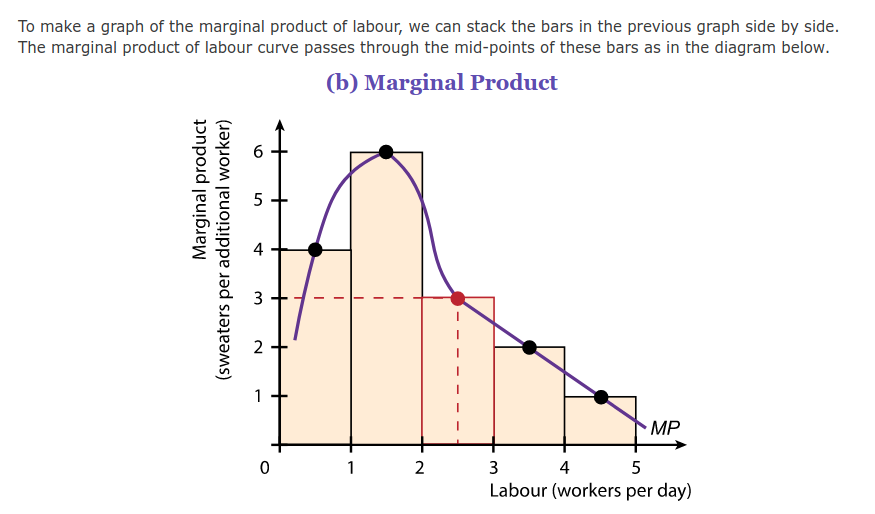 To make a graph of the marginal product of labour, we can stack the bars in the previous graph side by side.
The marginal product of labour curve passes through the mid-points of these bars as in the diagram below.
(b) Marginal Product
Marginal product
(sweaters per additional worker)
6
5
4
3
2
1
MP
0
1
2
3
4
5
Labour (workers per day)